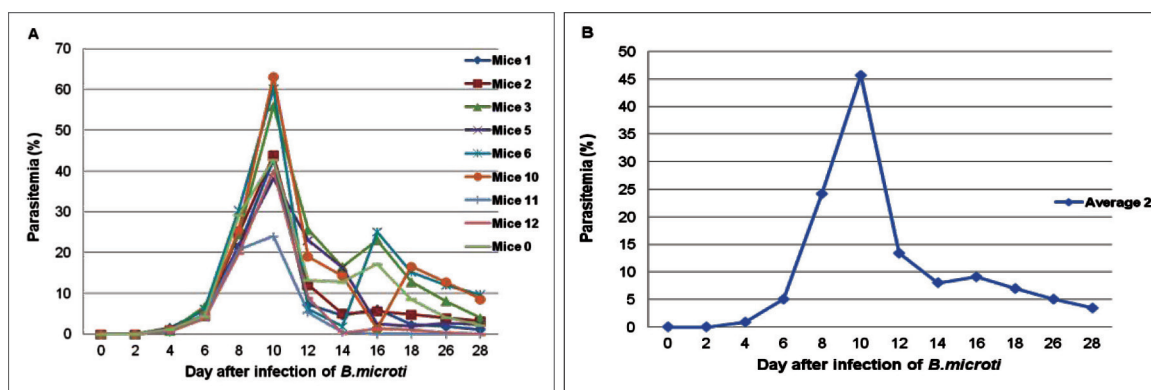 A
70
60
50
40
30
20
10
0
Parasitemia (%)
0 2 4 6 8 10 12 14 16 18 26 28
Day after infection of B.microti
Mice 1
Mice 2
Mice 3
Mice 5
Mice 6
Mice 10
Mice 11
Mice 12
Mice 0
B
50
45
40
35
30
25
20
15
10
5
0
Parasitemia (%)
0 2 4 6 8 10 12 14 16 18 26 28
Day after infection of B.microti
Average 2